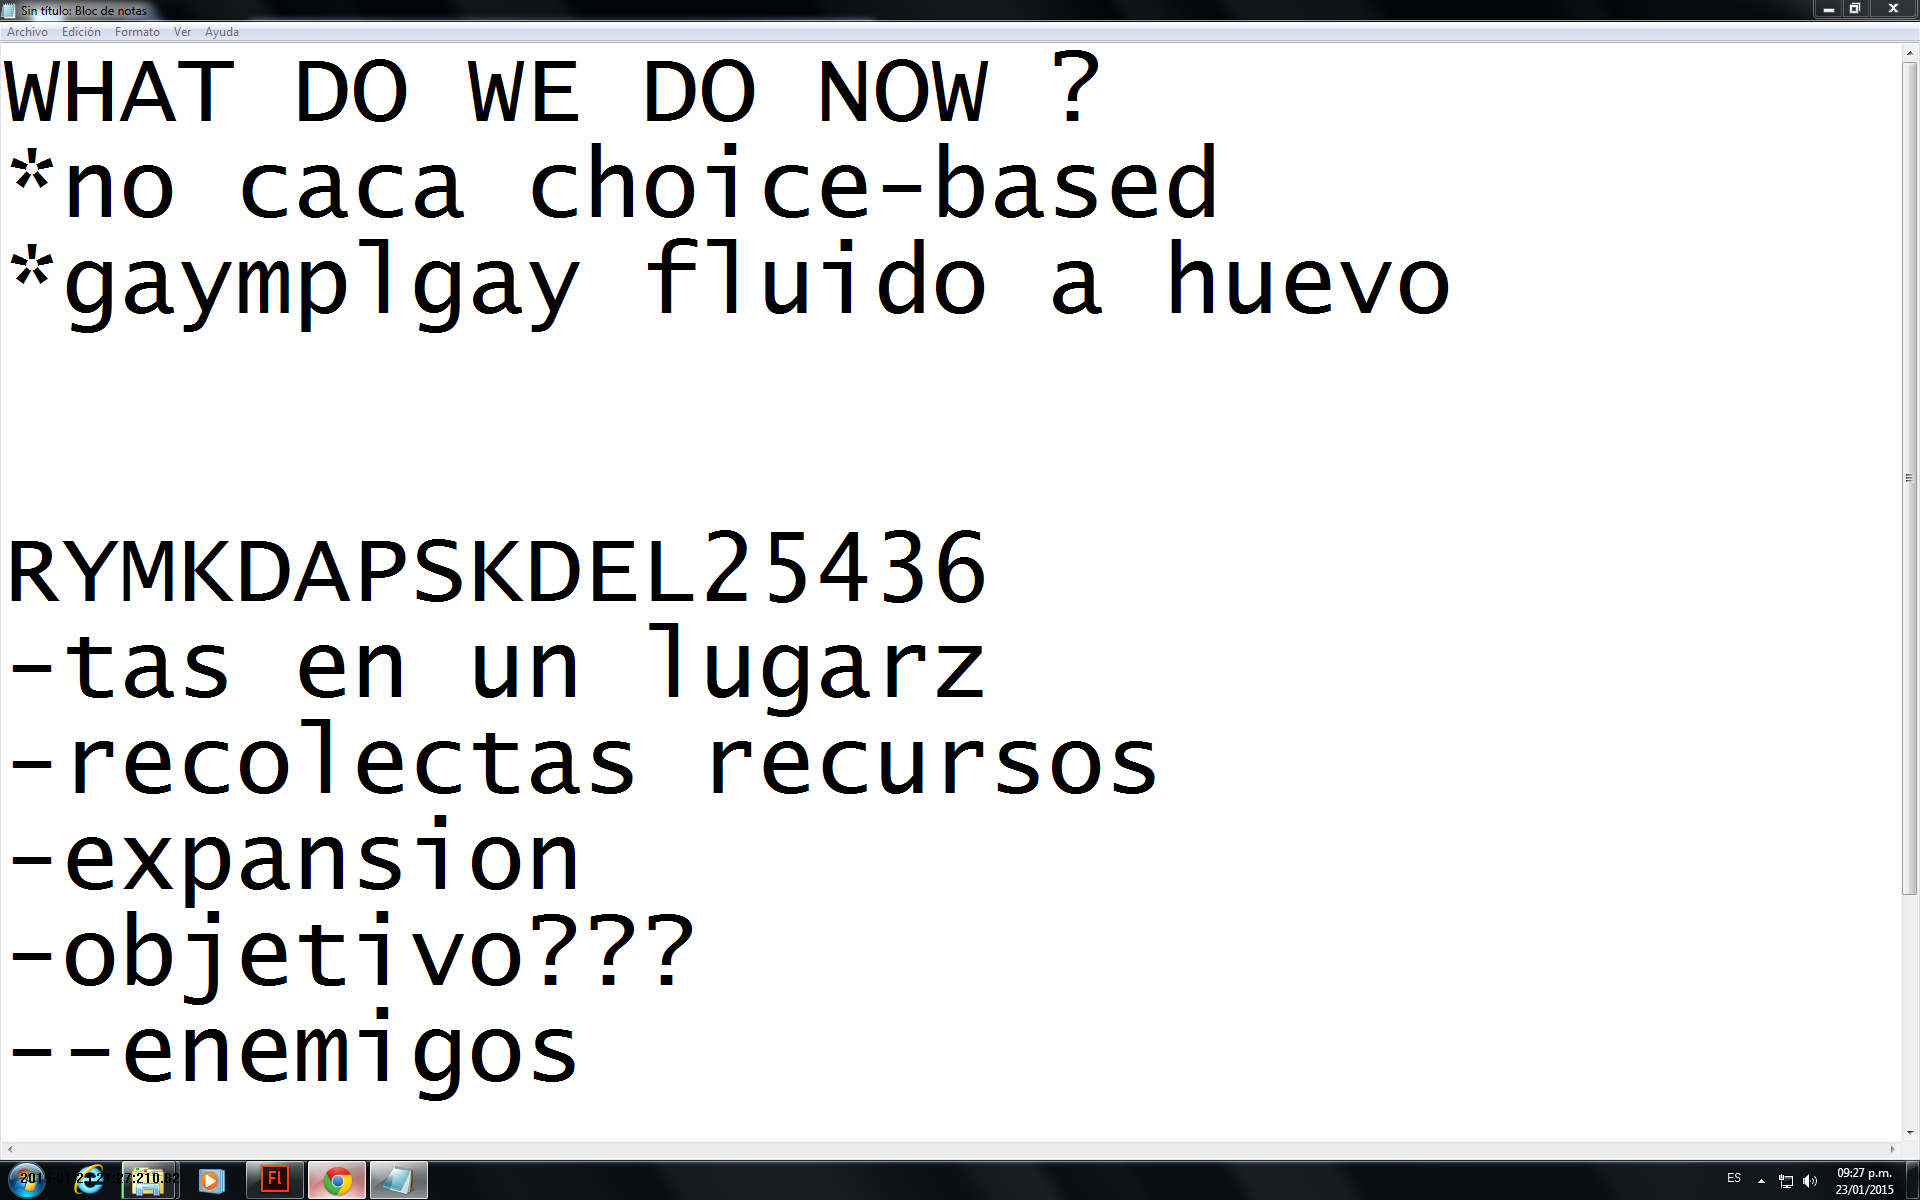 Sin título: Bloc de notas
Archivo Edición Formato Ver Ayuda
WHAT DO WE DO NOW ?
*no caca choice-based
*gaymplgay fluido a huevo
RYMKDAPSKDEL25436
-tas en un lugarz
-recolectas recursos
-expansion
-objetivo???
--enemigos
Fl
ES
09:27 p.m.
23/01/2015